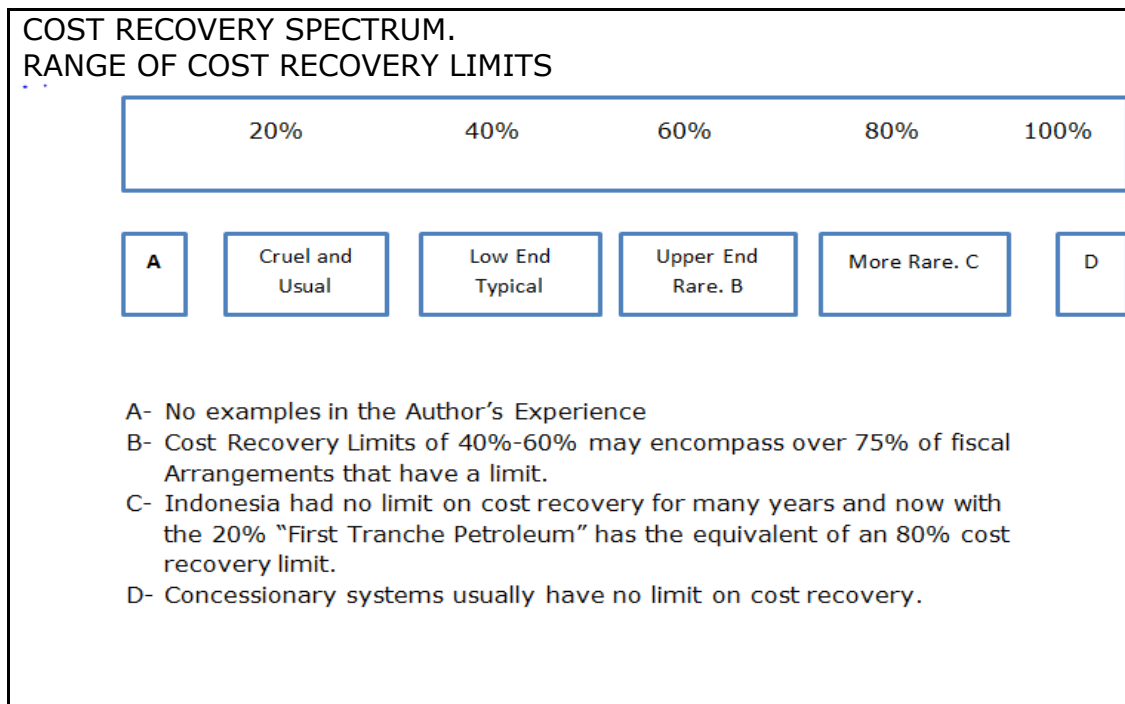 COST RECOVERY SPECTRUM.
RANGE OF COST RECOVERY LIMITS
20% 40% 60% 80% 100%
A
Cruel and
Usual
Low End
Typical
Upper End
Rare. B
More Rare. C
D
A- No examples in the Author’s Experience
B- Cost Recovery Limits of 40%-60% may encompass over 75% of fiscal
Arrangements that have a limit.
C- Indonesia had no limit on cost recovery for many years and now with
the 20% “First Tranche Petroleum” has the equivalent of an 80% cost
recovery limit.
D- Concessionary systems usually have no limit on cost recovery.